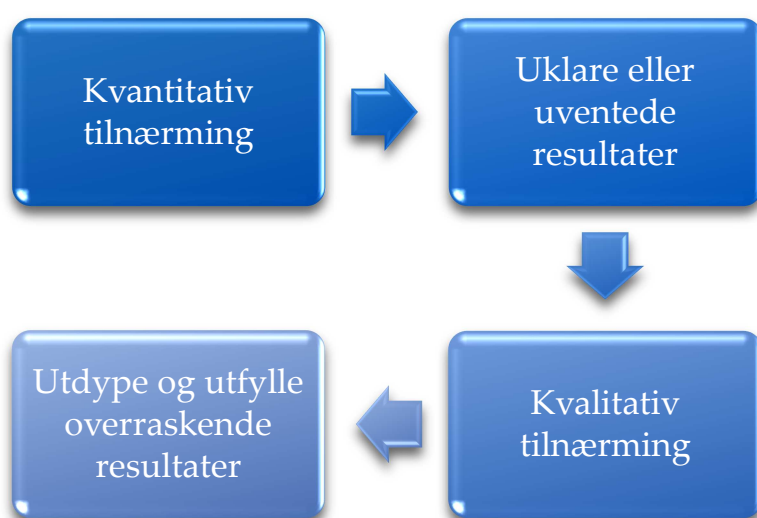 Kvantitativ
tilnærming
Uklare eller
uventede
resultater
Kvalitativ
tilnærming
Utdype og utfylle
overraskende
resultater